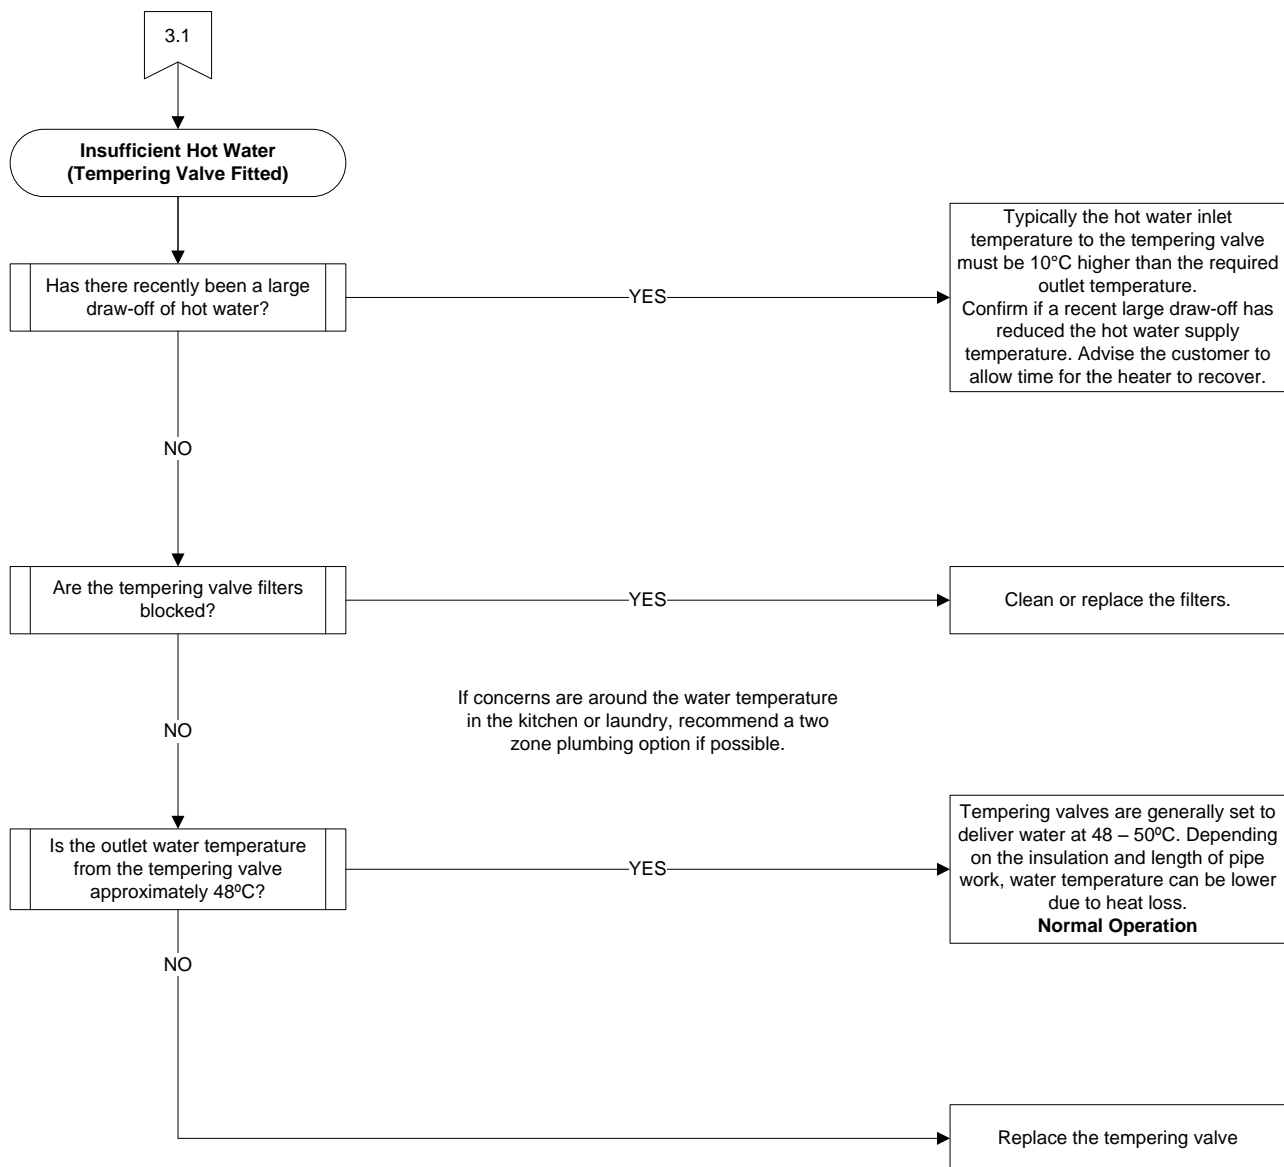 3.1
Insufficient Hot Water
(Tempering Valve Fitted)
Has there recently been a large
draw-off of hot water?
YES
Typically the hot water inlet
temperature to the tempering valve
must be 10°C higher than the required
outlet temperature.
Confirm if a recent large draw-off has
reduced the hot water supply
temperature. Advise the customer to
allow time for the heater to recover.
NO
Are the tempering valve filters
blocked?
YES
Clean or replace the filters.
If concerns are around the water temperature
in the kitchen or laundry, recommend a two
zone plumbing option if possible.
NO
Is the outlet water temperature
from the tempering valve
approximately 48ºC?
YES
Tempering valves are generally set to
deliver water at 48 – 50ºC. Depending
on the insulation and length of pipe
work, water temperature can be lower
due to heat loss.
Normal Operation
NO
Replace the tempering valve